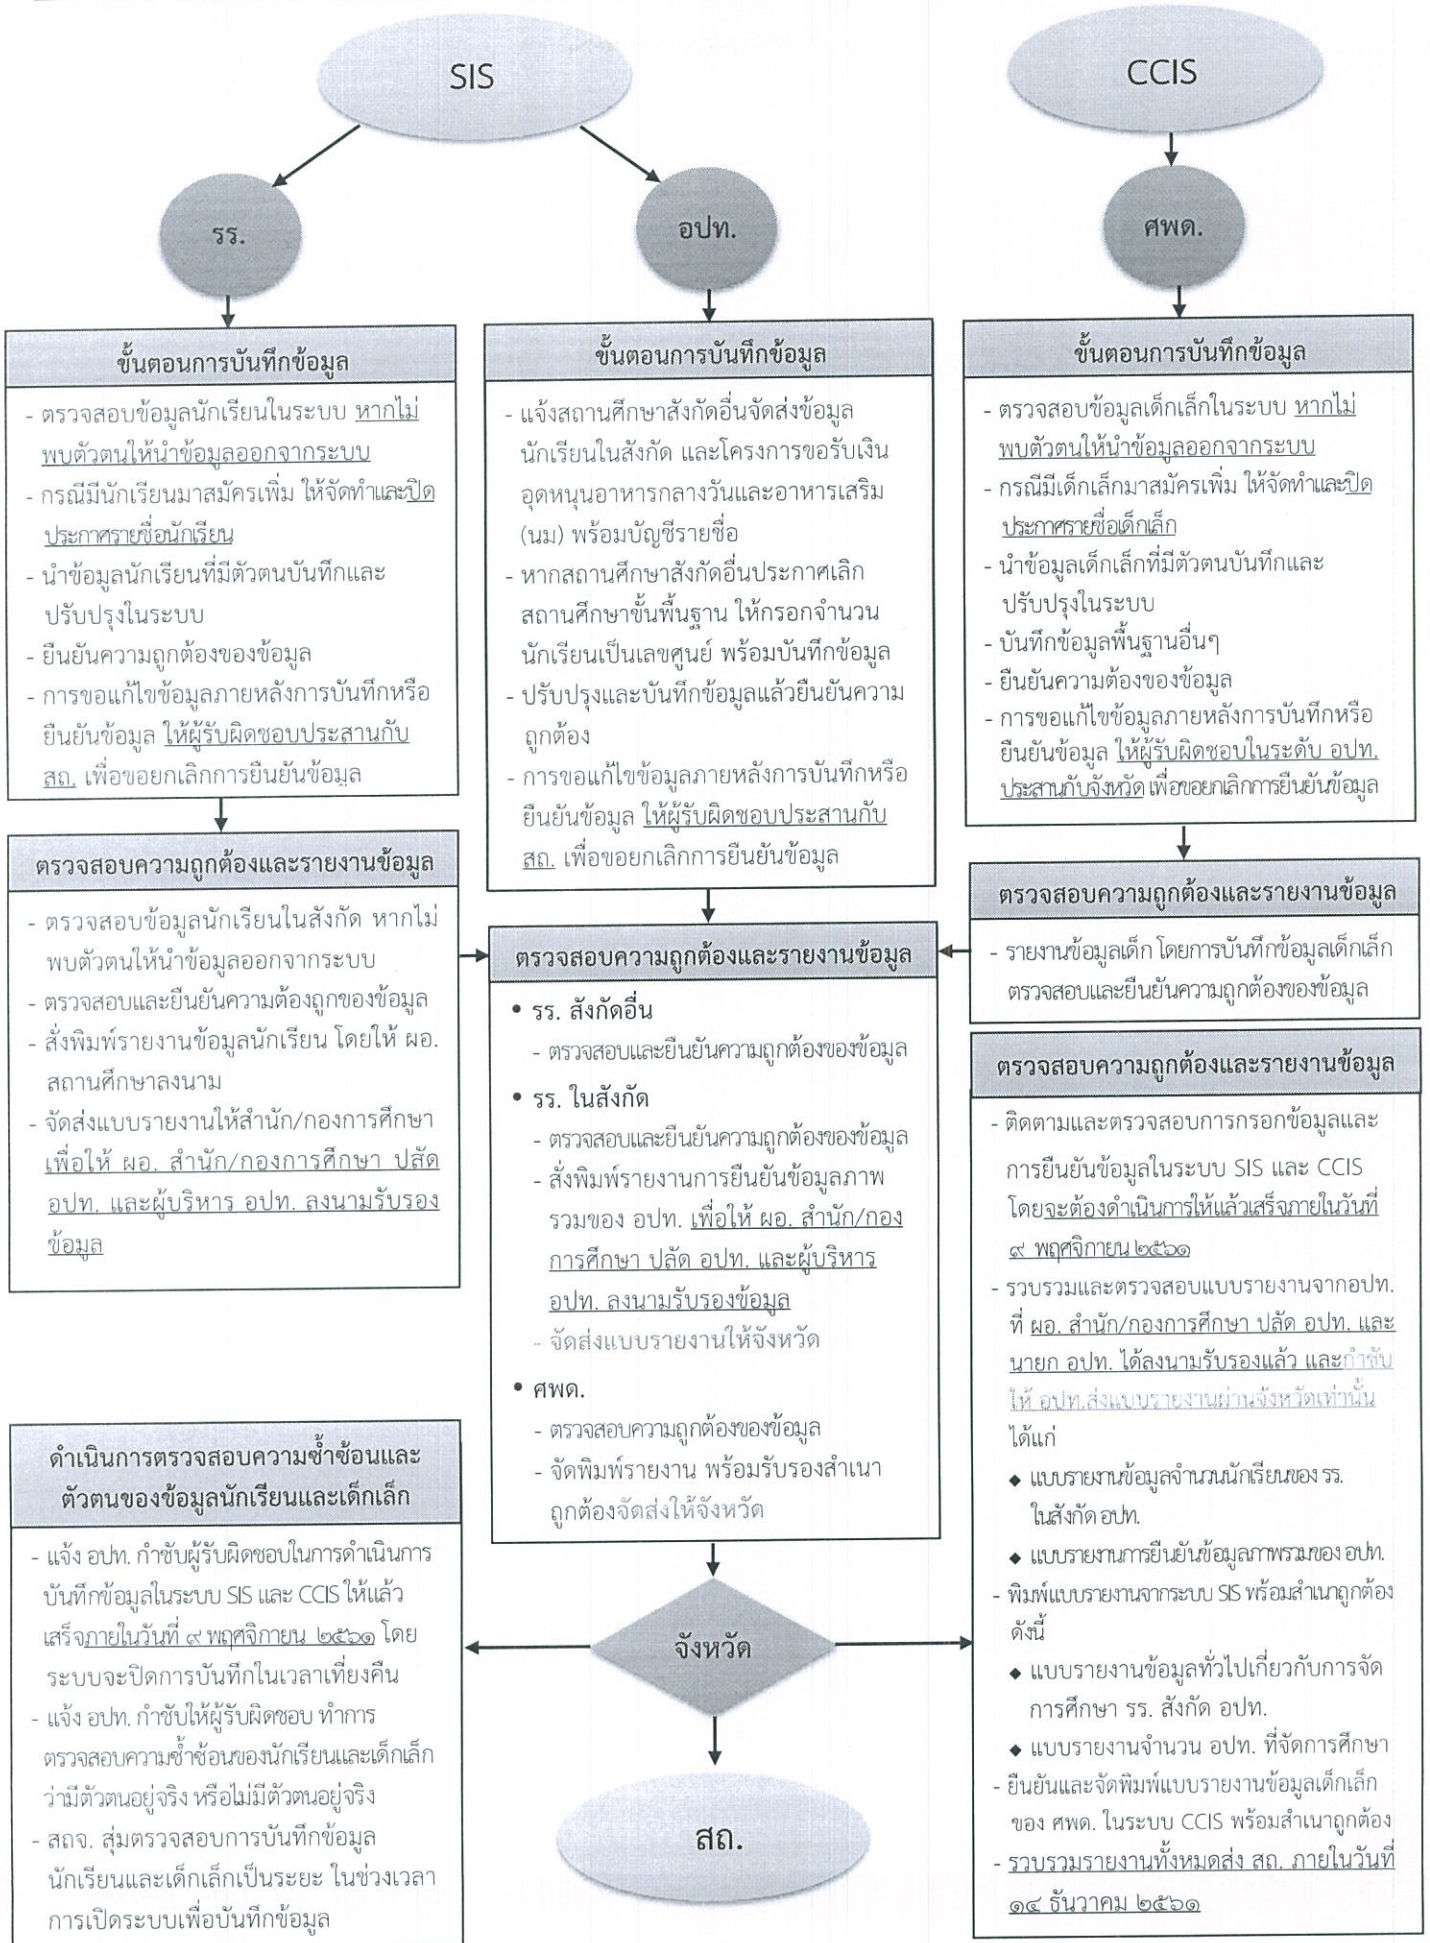 SIS
CCIS
รร.
อปท.
ศพด.
ขั้นตอนการบันทึกข้อมูล
- ตรวจสอบข้อมูลนักเรียนในระบบ หากไม่
พบตัวตนให้นำข้อมูลออกจากระบบ
- กรณีมีนักเรียนมาสมัครเพิ่ม ให้จัดทำและปิด
ประกาศรายชื่อนักเรียน
- นำข้อมูลนักเรียนที่มีตัวตนบันทึกและ
ปรับปรุงในระบบ
- ยืนยันความถูกต้องของข้อมูล
- การขอแก้ไขข้อมูลภายหลังการบันทึกหรือ
ยืนยันข้อมูล ให้ผู้รับผิดชอบประสานกับ
สถ. เพื่อขอยกเลิกการยืนยันข้อมูล
ขั้นตอนการบันทึกข้อมูล
- แจ้งสถานศึกษาสังกัดอื่นจัดส่งข้อมูล
นักเรียนในสังกัด และโครงการขอรับเงิน
อุดหนุนอาหารกลางวันและอาหารเสริม
(นม) พร้อมบัญชีรายชื่อ
- หากสถานศึกษาสังกัดอื่นประกาศเลิก
สถานศึกษาขั้นพื้นฐาน ให้กรอกจำนวน
นักเรียนเป็นเลขศูนย์ พร้อมบันทึกข้อมูล
- ปรับปรุงและบันทึกข้อมูลแล้วยืนยันความ
ถูกต้อง
- การขอแก้ไขข้อมูลภายหลังการบันทึกหรือ
ยืนยันข้อมูล ให้ผู้รับผิดชอบประสานกับ
สถ. เพื่อขอยกเลิกการยืนยันข้อมูล
ขั้นตอนการบันทึกข้อมูล
- ตรวจสอบข้อมูลเด็กเล็กในระบบ หากไม่
พบตัวตนให้นำข้อมูลออกจากระบบ
- กรณีมีเด็กเล็กมาสมัครเพิ่ม ให้จัดทำและปิด
ประกาศรายชื่อเด็กเล็ก
- นำข้อมูลเด็กเล็กที่มีตัวตนบันทึกและ
ปรับปรุงในระบบ
- บันทึกข้อมูลพื้นฐานอื่นๆ
- ยืนยันความต้องของข้อมูล
- การขอแก้ไขข้อมูลภายหลังการบันทึกหรือ
ยืนยันข้อมูล ให้ผู้รับผิดชอบในระดับ อปท.
ประสานกับจังหวัด เพื่อขอยกเลิกการยืนยันข้อมูล
ตรวจสอบความถูกต้องและรายงานข้อมูล
- ตรวจสอบข้อมูลนักเรียนในสังกัด หากไม่
พบตัวตนให้นำข้อมูลออกจากระบบ
- ตรวจสอบและยืนยันความต้องถูกของข้อมูล
- สั่งพิมพ์รายงานข้อมูลนักเรียน โดยให้ ผอ.
สถานศึกษาลงนาม
- จัดส่งแบบรายงานให้สำนัก/กองการศึกษา
เพื่อให้ ผอ. สำนัก/กองการศึกษา ปลัด
อปท. และผู้บริหาร อปท. ลงนามรับรอง
ข้อมูล
ตรวจสอบความถูกต้องและรายงานข้อมูล
• รร. สังกัดอื่น
- ตรวจสอบและยืนยันความถูกต้องของข้อมูล
• รร. ในสังกัด
- ตรวจสอบและยืนยันความถูกต้องของข้อมูล
- สั่งพิมพ์รายงานการยืนยันข้อมูลภาพ
รวมของ อปท. เพื่อให้ ผอ. สำนัก/กอง
การศึกษา ปลัด อปท. และผู้บริหาร
อปท. ลงนามรับรองข้อมูล
- จัดส่งแบบรายงานให้จังหวัด
• ศพด.
- ตรวจสอบความถูกต้องของข้อมูล
- จัดพิมพ์รายงาน พร้อมรับรองสำเนา
ถูกต้องจัดส่งให้จังหวัด
ตรวจสอบความถูกต้องและรายงานข้อมูล
- รายงานข้อมูลเด็ก โดยการบันทึกข้อมูลเด็กเล็ก
ตรวจสอบและยืนยันความถูกต้องของข้อมูล
ตรวจสอบความถูกต้องและรายงานข้อมูล
- ติดตามและตรวจสอบการกรอกข้อมูลและ
การยืนยันข้อมูลในระบบ SIS และ CCIS
โดยจะต้องดำเนินการให้แล้วเสร็จภายในวันที่
๙ พฤศจิกายน ๒๕๖๑
- รวบรวมและตรวจสอบแบบรายงานจากอปท.
ที่ ผอ. สำนัก/กองการศึกษา ปลัด อปท. และ
นายก อปท. ได้ลงนามรับรองแล้ว และกำชับ
ให้ อปท.ส่งแบบรายงานผ่านจังหวัดเท่านั้น
ได้แก่
◆ แบบรายงานข้อมูลจำนวนนักเรียนของ รร.
ในสังกัด อปท.
◆ แบบรายงานการยืนยันข้อมูลภาพรวมของ อปท.
- พิมพ์แบบรายงานจากระบบ SIS พร้อมสำเนาถูกต้อง
ดังนี้
◆ แบบรายงานข้อมูลทั่วไปเกี่ยวกับการจัด
การศึกษา รร. สังกัด อปท.
◆ แบบรายงานจำนวน อปท. ที่จัดการศึกษา
- ยืนยันและจัดพิมพ์แบบรายงานข้อมูลเด็กเล็ก
ของ ศพด. ในระบบ CCIS พร้อมสำเนาถูกต้อง
- รวบรวมรายงานทั้งหมดส่ง สถ. ภายในวันที่
๑๔ ธันวาคม ๒๕๖๑
ดำเนินการตรวจสอบความซ้ำซ้อนและ
ตัวตนของข้อมูลนักเรียนและเด็กเล็ก
- แจ้ง อปท. กำชับผู้รับผิดชอบในการดำเนินการ
บันทึกข้อมูลในระบบ SIS และ CCIS ให้แล้ว
เสร็จภายในวันที่ ๙ พฤศจิกายน ๒๕๖๑ โดย
ระบบจะปิดการบันทึกในเวลาเที่ยงคืน
- แจ้ง อปท. กำชับให้ผู้รับผิดชอบ ทำการ
ตรวจสอบความซ้ำซ้อนของนักเรียนและเด็กเล็ก
ว่ามีตัวตนอยู่จริง หรือไม่มีตัวตนอยู่จริง
- สถจ. สุ่มตรวจสอบการบันทึกข้อมูล
นักเรียนและเด็กเล็กเป็นระยะ ในช่วงเวลา
การเปิดระบบเพื่อบันทึกข้อมูล
จังหวัด
สถ.